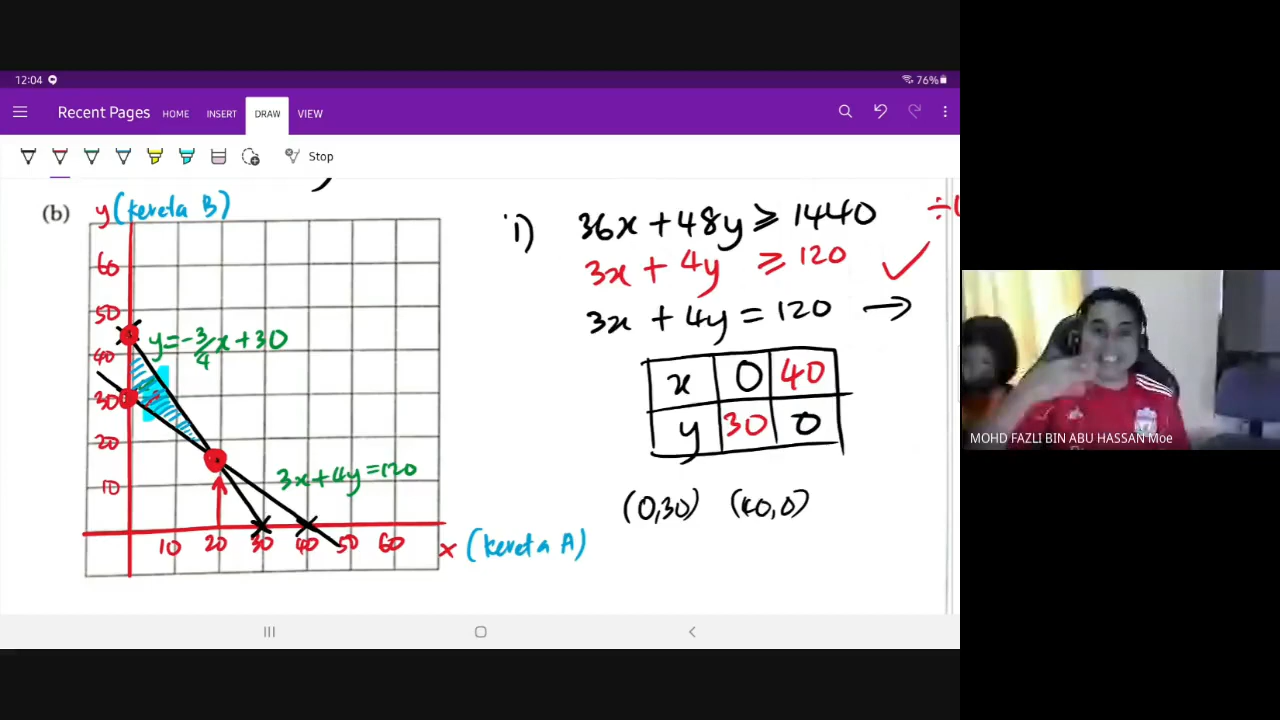 12:04
76%
Recent Pages HOME INSERT DRAW VIEW
Stop
(b)
y (kereta B)
60
50
40
30
20
10
y=-3/4x+30
3x+4y=120
10 20 30 40 50 60
x (kereta A)
i) 36x+48y ≥ 1440
3x + 4y ≥ 120 ✓
3x + 4y = 120 →
x 0 40
y 30 0
(0,30) (40,0)
MOHD FAZLI BIN ABU HASSAN Moe